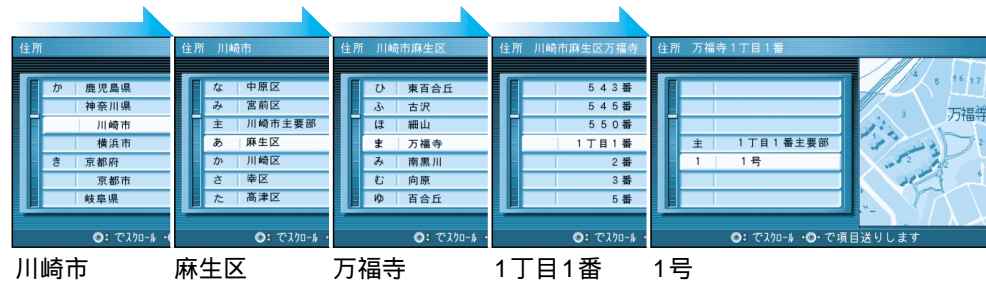 住所
か 鹿児島県
神奈川県
川崎市
横浜市
き 京都府
京都市
岐阜県
◎: でスクロール ・
住所 川崎市
な 中原区
み 宮前区
主 川崎市主要部
あ 麻生区
か 川崎区
さ 幸区
た 高津区
◎: でスクロール
住所 川崎市麻生区
ひ 東百合丘
ふ 古沢
ほ 細山
ま 万福寺
み 南黒川
む 向原
ゆ 百合丘
◎: でスクロール ・
住所 川崎市麻生区万福寺
543番
545番
550番
1丁目1番
2番
3番
5番
◎: でスクロール
住所 万福寺1丁目1番
主 1丁目1番主要部
1 1号
4
5
16
17
3
万福寺
◎: でスクロール ・◎・で項目送りします
川崎市
麻生区
万福寺
1丁目1番
1号